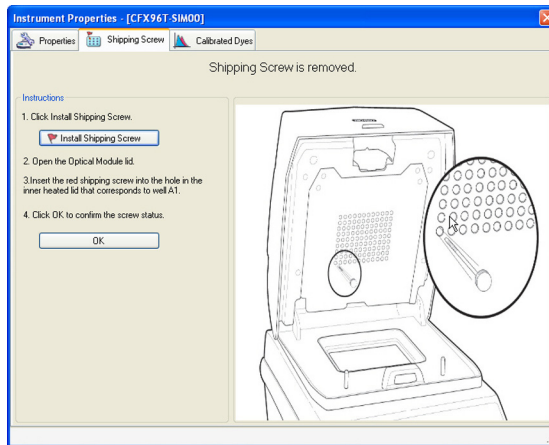 Instrument Properties - [CFX96T-SIM00]
Properties
Shipping Screw
Calibrated Dyes
Shipping Screw is removed.
Instructions
1. Click Install Shipping Screw.
Install Shipping Screw
2. Open the Optical Module lid.
3.Insert the red shipping screw into the hole in the
inner heated lid that corresponds to well A1.
4. Click OK to confirm the screw status.
OK